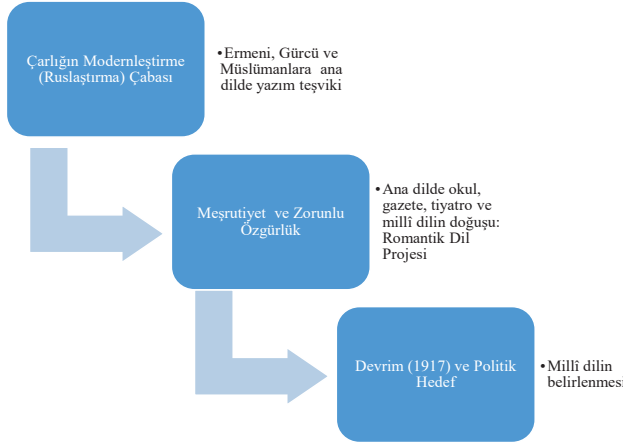 Çarlığın Modernleştirme
(Ruslaştırma) Çabası
•Ermeni, Gürcü ve
Müslümanlara ana
dilde yazım teşviki
Meşrutiyet ve Zorunlu
Özgürlük
•Ana dilde okul,
gazete, tiyatro ve
millî dilin doğuşu:
Romantik Dil
Projesi
Devrim (1917) ve Politik
Hedef
•Millî dilin
belirlenmesi